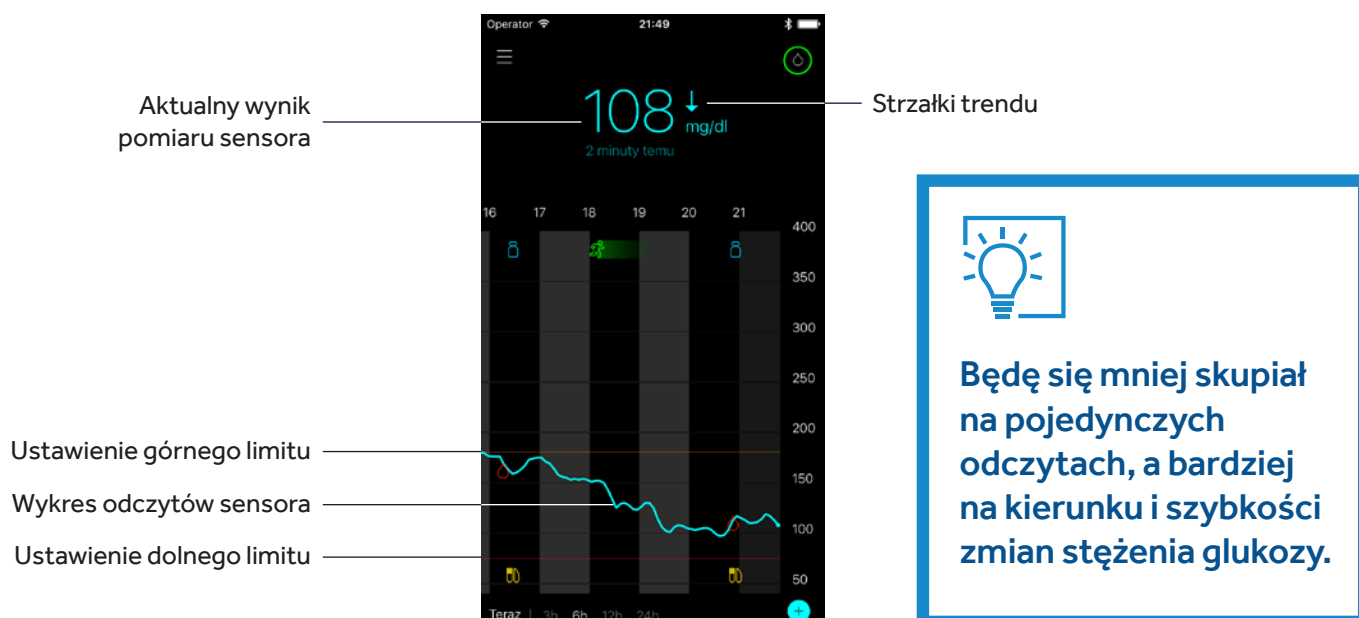 Operator 21:49
Aktualny wynik
pomiaru sensora
108
mg/dl
2 minuty temu
Strzałki trendu
16 17 18 19 20 21
400
350
300
250
200
150
100
50
Ustawienie górnego limitu
Wykres odczytów sensora
Ustawienie dolnego limitu
Teraz | 3h 6h 12h 24h
Będę się mniej skupiał
na pojedynczych
odczytach, a bardziej
na kierunku i szybkości
zmian stężenia glukozy.